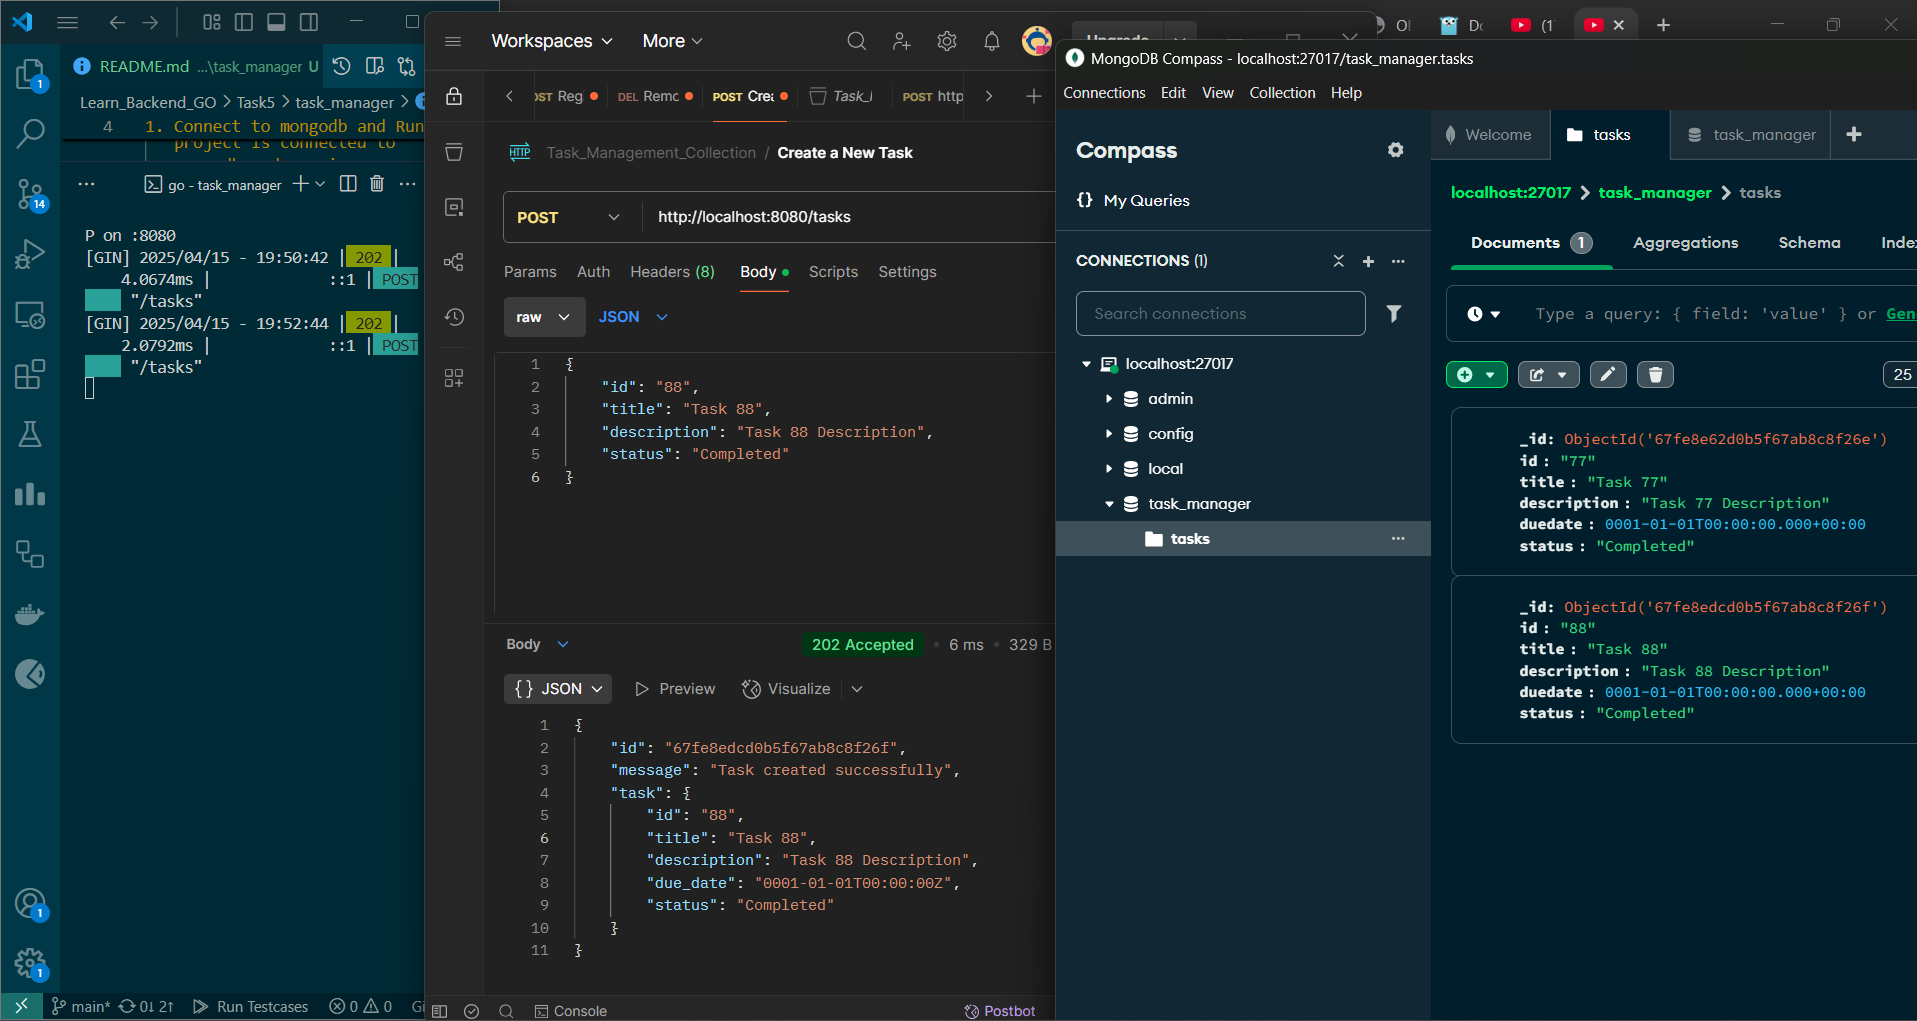 README.md ...\task_manager U
Learn_Backend_GO > Task5 > task_manager >
4 1. Connect to mongodb and Run
project is connected to
go - task_manager
P on :8080
[GIN] 2025/04/15 - 19:50:42 | 202 |
4.0674ms | ::1 | POST
"/tasks"
[GIN] 2025/04/15 - 19:52:44 | 202 |
2.0792ms | ::1 | POST
"/tasks"
1
14
1
1
main* 0↓ 2↑ Run Testcases 0 0
Workspaces More
Upgrade
POST Crea DEL Remo
Task_Management_Collection / Create a New Task
HTTP
POST http://localhost:8080/tasks
Params Auth Headers (8) Body Scripts Settings
raw JSON
1 {
2 "id": "88",
3 "title": "Task 88",
4 "description": "Task 88 Description",
5 "status": "Completed"
6 }
Body 202 Accepted • 6 ms • 329 B
{} JSON Preview Visualize
1 {
2 "id": "67fe8edcd0b5f67ab8c8f26f",
3 "message": "Task created successfully",
4 "task": {
5 "id": "88",
6 "title": "Task 88",
7 "description": "Task 88 Description",
8 "due_date": "0001-01-01T00:00:00Z",
9 "status": "Completed"
10 }
11 }
Console Postbot
MongoDB Compass - localhost:27017/task_manager.tasks
Connections Edit View Collection Help
Compass
{} My Queries
CONNECTIONS (1)
Search connections
localhost:27017
admin
config
local
task_manager
tasks
Welcome tasks task_manager
localhost:27017 > task_manager > tasks
Documents 1 Aggregations Schema Inde
Type a query: { field: 'value' } or Gen
25
_id: ObjectId('67fe8e62d0b5f67ab8c8f26e')
id : "77"
title : "Task 77"
description : "Task 77 Description"
duedate : 0001-01-01T00:00:00.000+00:00
status : "Completed"
_id: ObjectId('67fe8edcd0b5f67ab8c8f26f')
id : "88"
title : "Task 88"
description : "Task 88 Description"
duedate : 0001-01-01T00:00:00.000+00:00
status : "Completed"